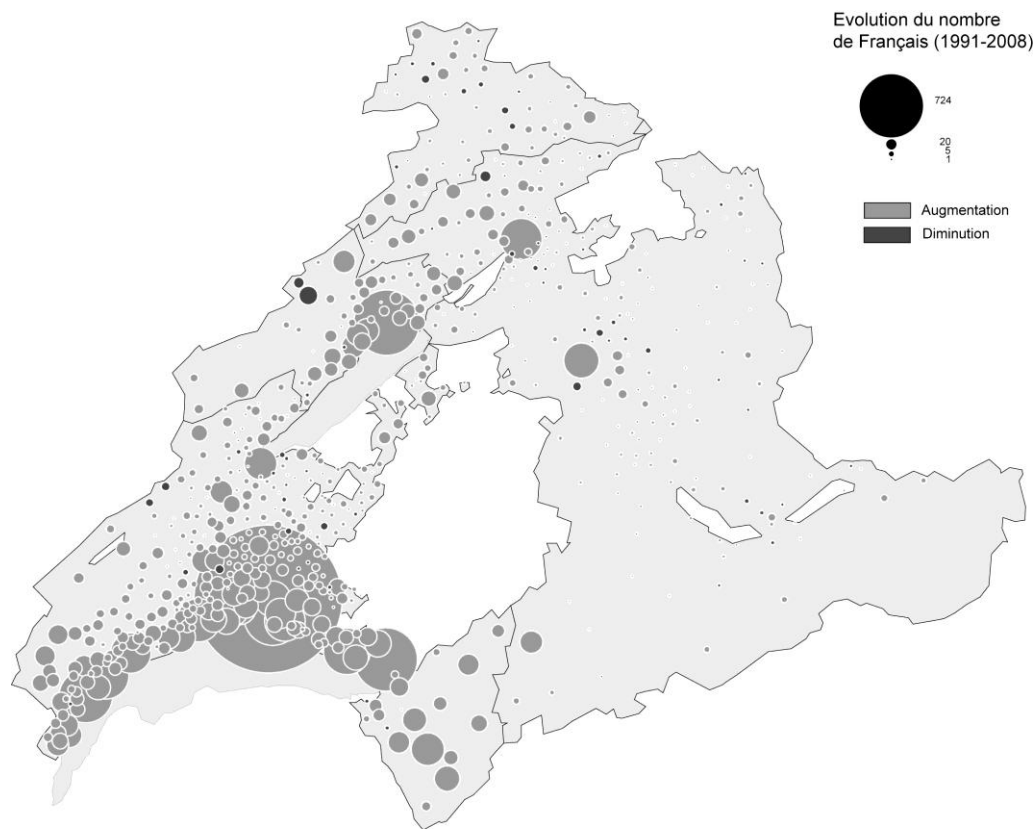 Evolution du nombre
de Français (1991-2008)
724
20
5
1
Augmentation
Diminution